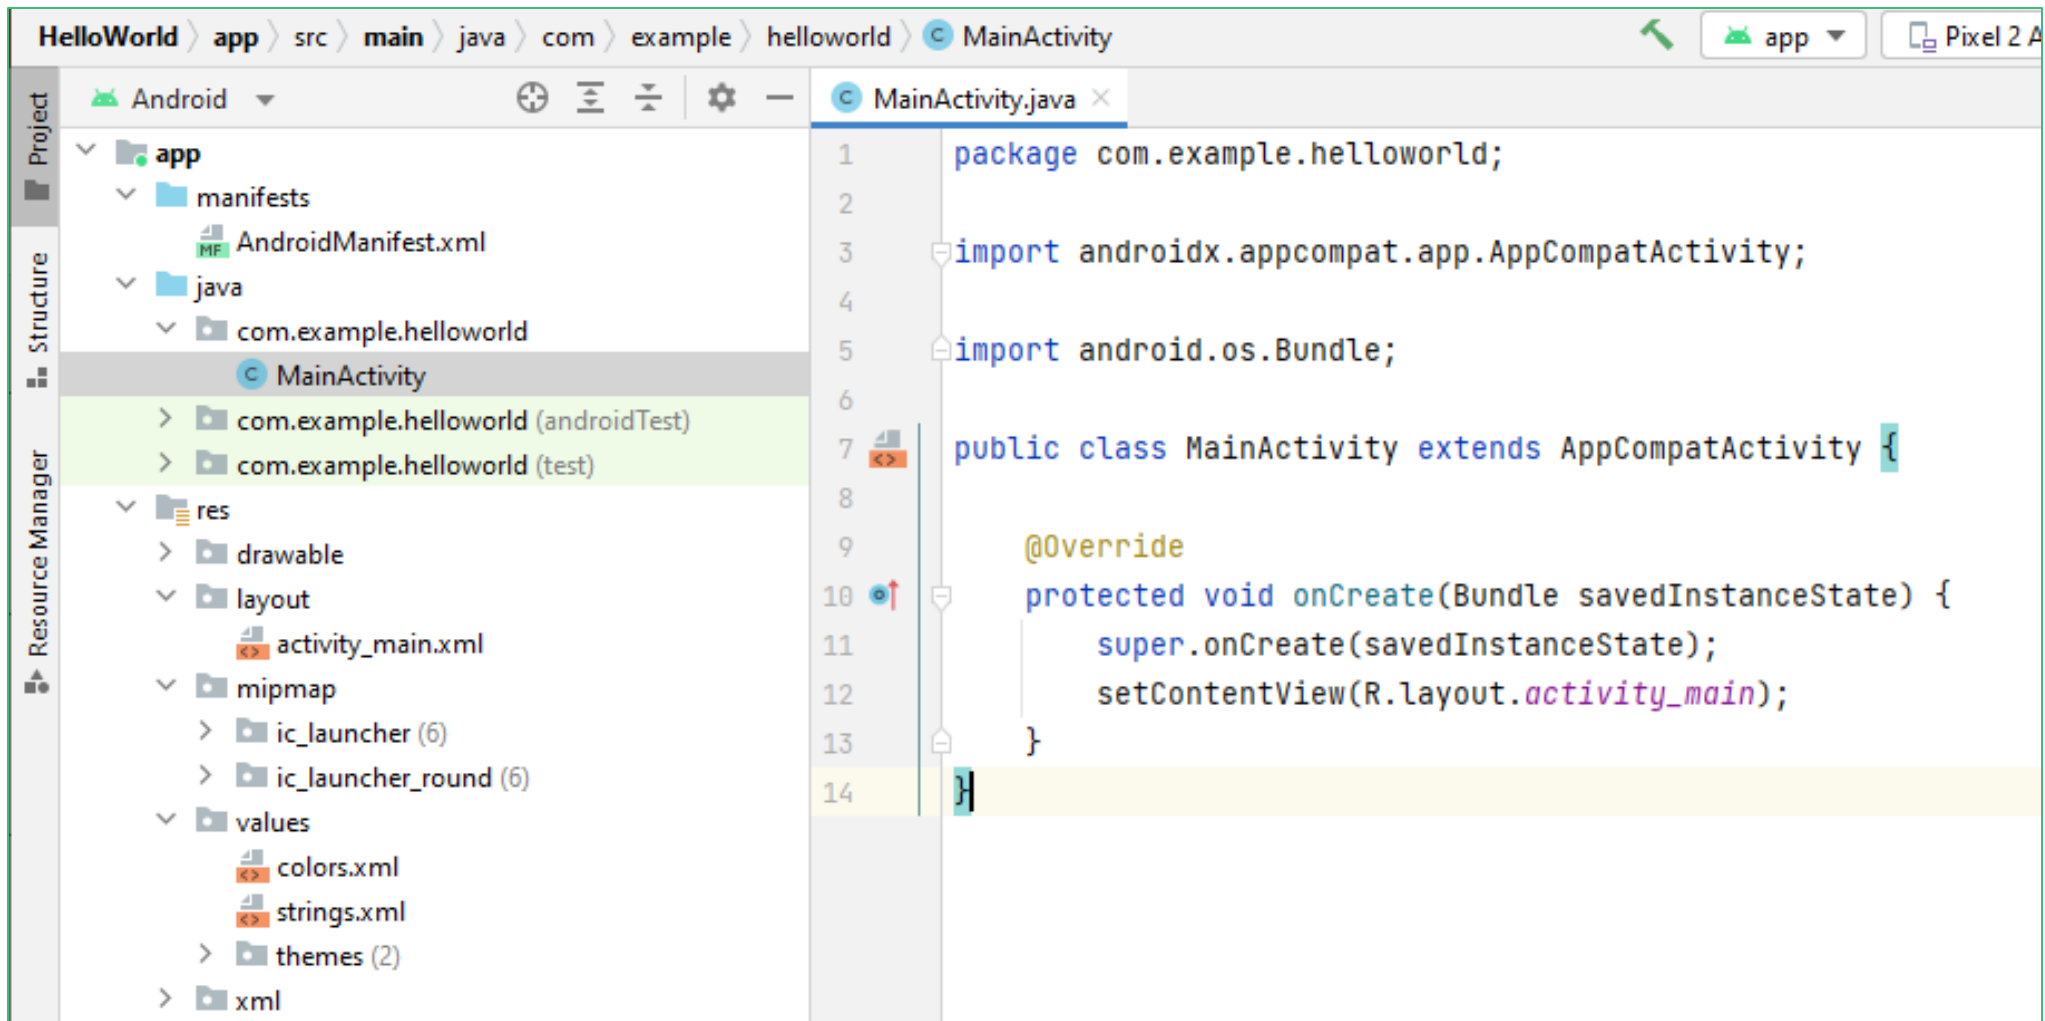 HelloWorld app src main java com example helloworld MainActivity
app
Pixel 2 A
Project
Structure
Resource Manager
Android
app
manifests
AndroidManifest.xml
java
com.example.helloworld
MainActivity
com.example.helloworld (androidTest)
com.example.helloworld (test)
res
drawable
layout
activity_main.xml
mipmap
ic_launcher (6)
ic_launcher_round (6)
values
colors.xml
strings.xml
themes (2)
xml
MainActivity.java
1 package com.example.helloworld;
2
3 import androidx.appcompat.app.AppCompatActivity;
4
5 import android.os.Bundle;
6
7 public class MainActivity extends AppCompatActivity {
8
9 @Override
10 protected void onCreate(Bundle savedInstanceState) {
11 super.onCreate(savedInstanceState);
12 setContentView(R.layout.activity_main);
13 }
14 }